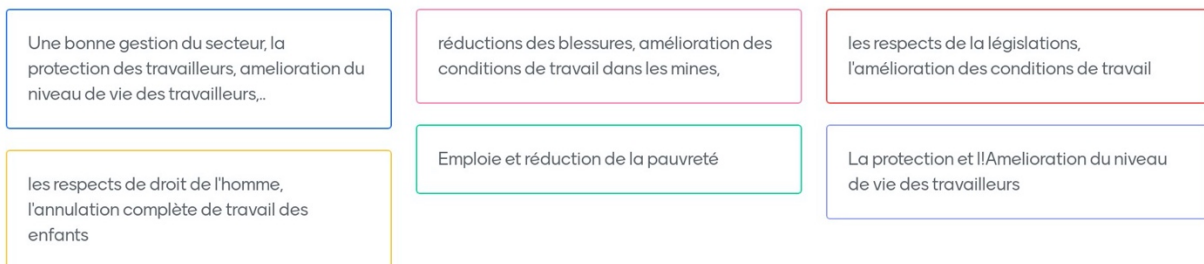 Une bonne gestion du secteur, la
protection des travailleurs, amelioration du
niveau de vie des travailleurs,..
les respects de droit de l'homme,
l'annulation complète de travail des
enfants
réductions des blessures, amélioration des
conditions de travail dans les mines,
Emploie et réduction de la pauvreté
les respects de la législations,
l'amélioration des conditions de travail
La protection et l!Amelioration du niveau
de vie des travailleurs